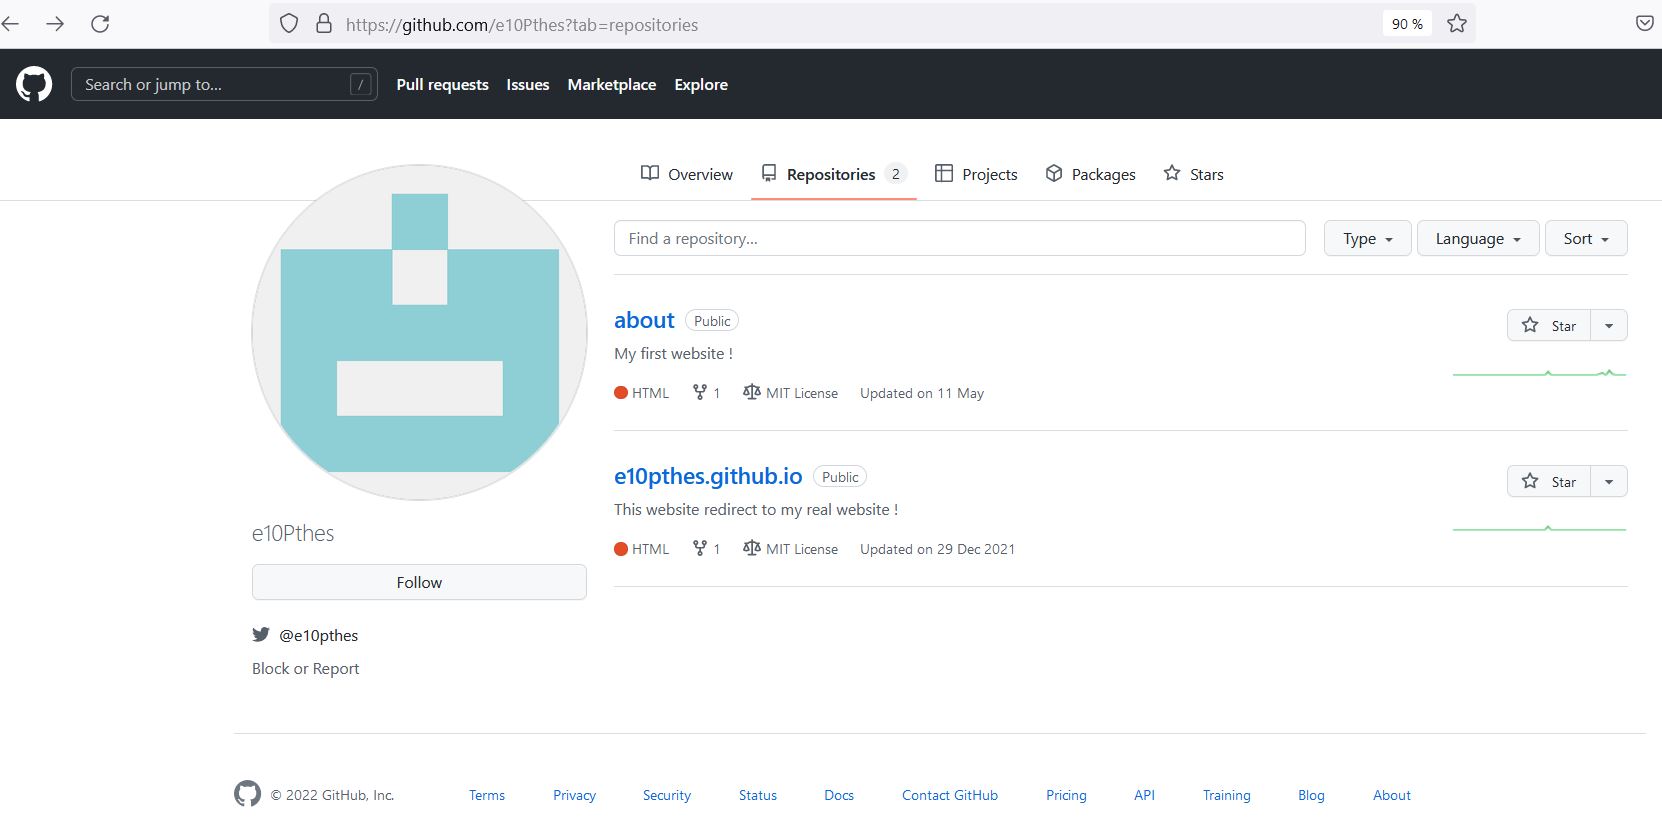 https://github.com/e10Pthes?tab=repositories 90 %
Search or jump to... / Pull requests Issues Marketplace Explore
Overview Repositories 2 Projects Packages Stars
Find a repository... Type Language Sort
about Public Star
My first website !
HTML 1 MIT License Updated on 11 May
e10pthes.github.io Public Star
This website redirect to my real website !
HTML 1 MIT License Updated on 29 Dec 2021
e10Pthes
Follow
@e10pthes
Block or Report
© 2022 GitHub, Inc. Terms Privacy Security Status Docs Contact GitHub Pricing API Training Blog About